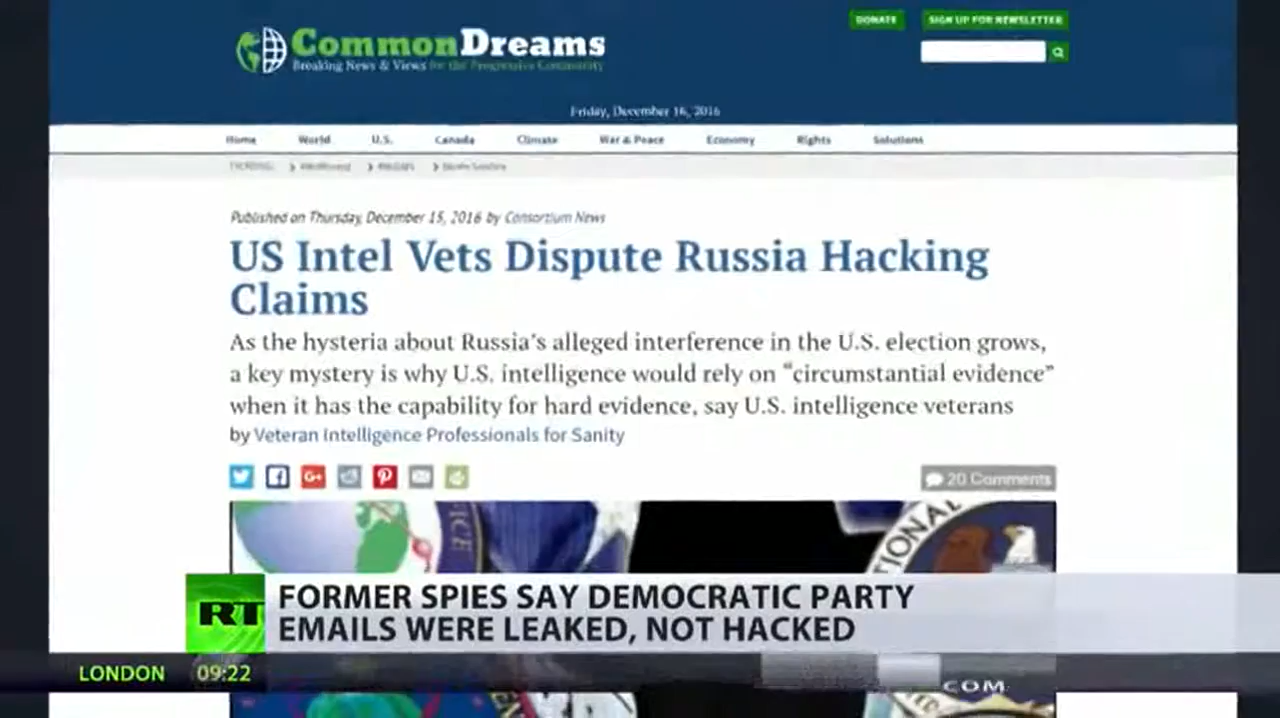 DONATE
SIGN UP FOR NEWSLETTER
CommonDreams
Breaking News & Views for the Progressive Community
Friday, December 16, 2016
Home World U.S. Canada Climate War & Peace Economy Rights Solutions
Published on Thursday, December 15, 2016 by Consortium News
US Intel Vets Dispute Russia Hacking
Claims
As the hysteria about Russia's alleged interference in the U.S. election grows,
a key mystery is why U.S. intelligence would rely on “circumstantial evidence”
when it has the capability for hard evidence, say U.S. intelligence veterans
by Veteran Intelligence Professionals for Sanity
G+
20 Comments
RT
FORMER SPIES SAY DEMOCRATIC PARTY
EMAILS WERE LEAKED, NOT HACKED
LONDON 09:22
COM